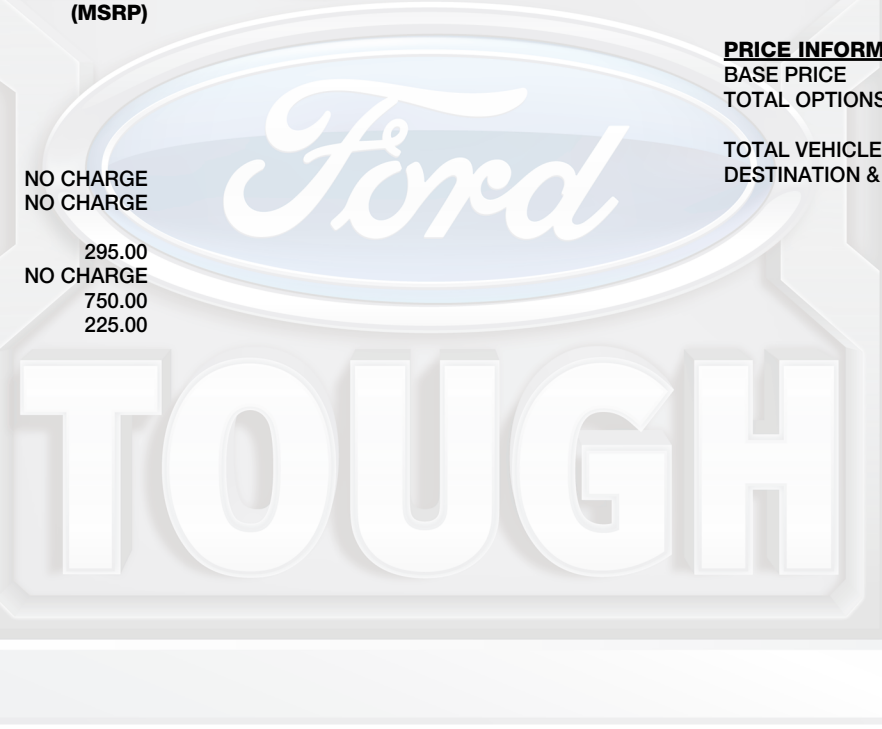 (MSRP)
NO CHARGE
NO CHARGE
295.00
NO CHARGE
750.00
225.00
PRICE INFORM
BASE PRICE
TOTAL OPTIONS
TOTAL VEHICLE
DESTINATION &
Ford
TOUGH